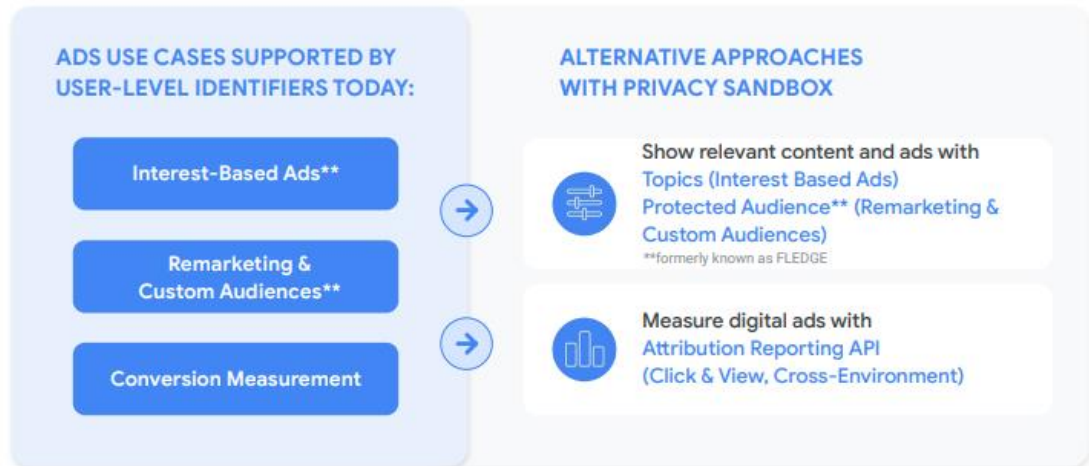 ADS USE CASES SUPPORTED BY
USER-LEVEL IDENTIFIERS TODAY:
Interest-Based Ads**
Remarketing &
Custom Audiences**
Conversion Measurement
ALTERNATIVE APPROACHES
WITH PRIVACY SANDBOX
Show relevant content and ads with
Topics (Interest Based Ads)
Protected Audience** (Remarketing &
Custom Audiences)
**formerly known as FLEDGE
Measure digital ads with
Attribution Reporting API
(Click & View, Cross-Environment)